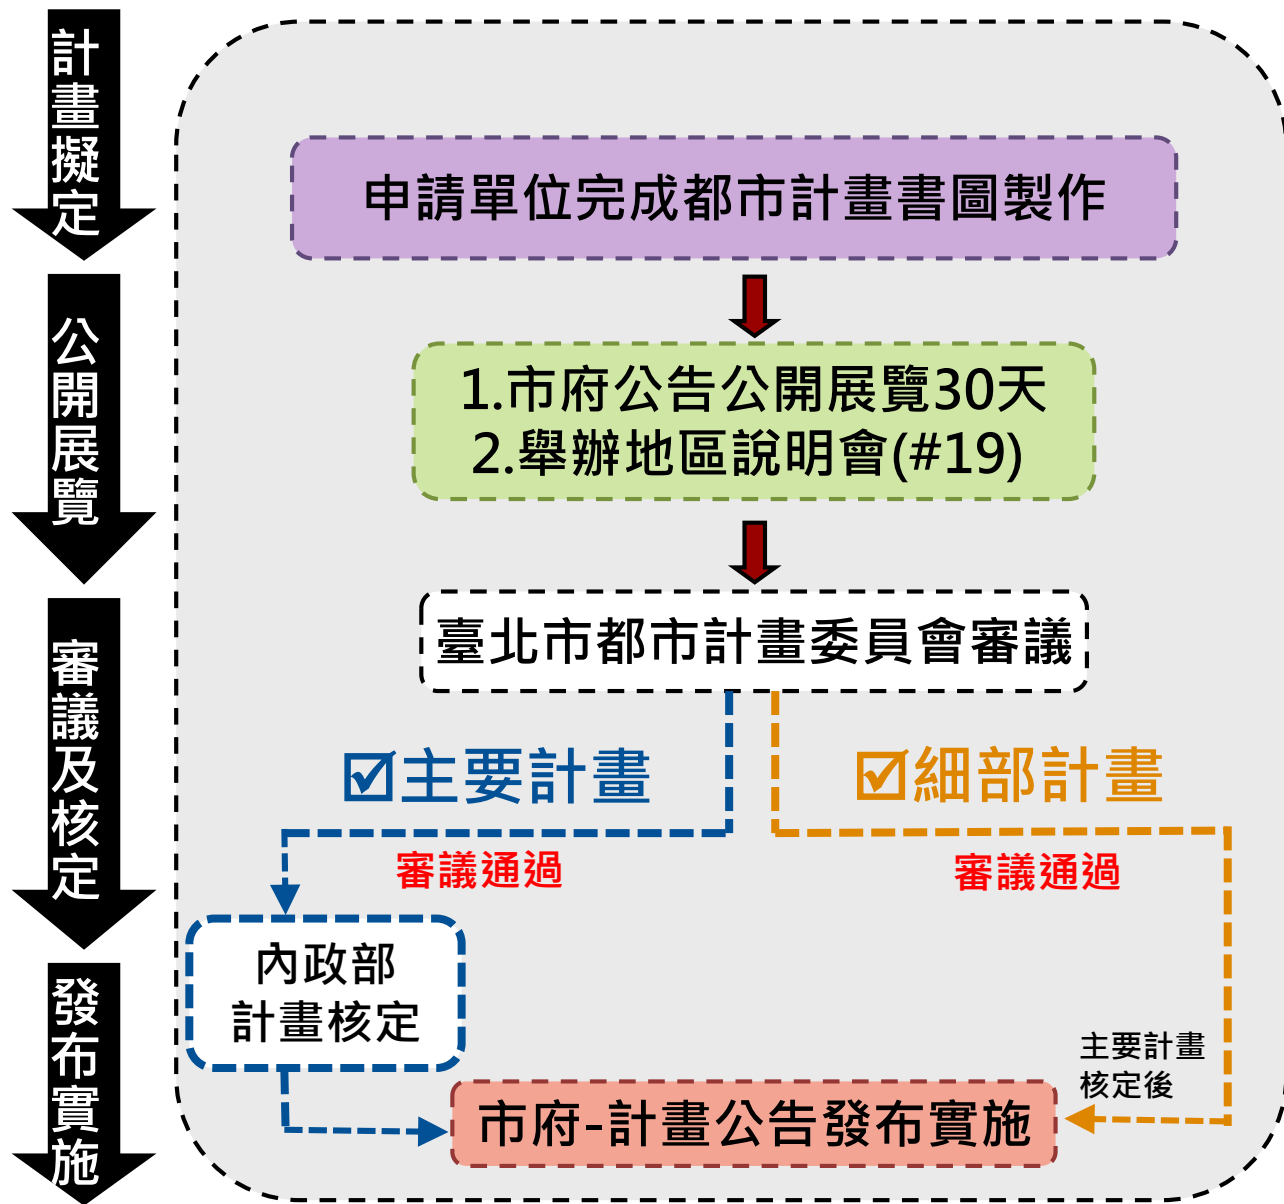 計畫擬定
申請單位完成都市計畫書圖製作
公開展覽
1.市府公告公開展覽30天
2.舉辦地區說明會(#19)
審議及核定
臺北市都市計畫委員會審議
☑主要計畫
☑細部計畫
審議通過
審議通過
內政部
計畫核定
發布實施
主要計畫
核定後
市府-計畫公告發布實施